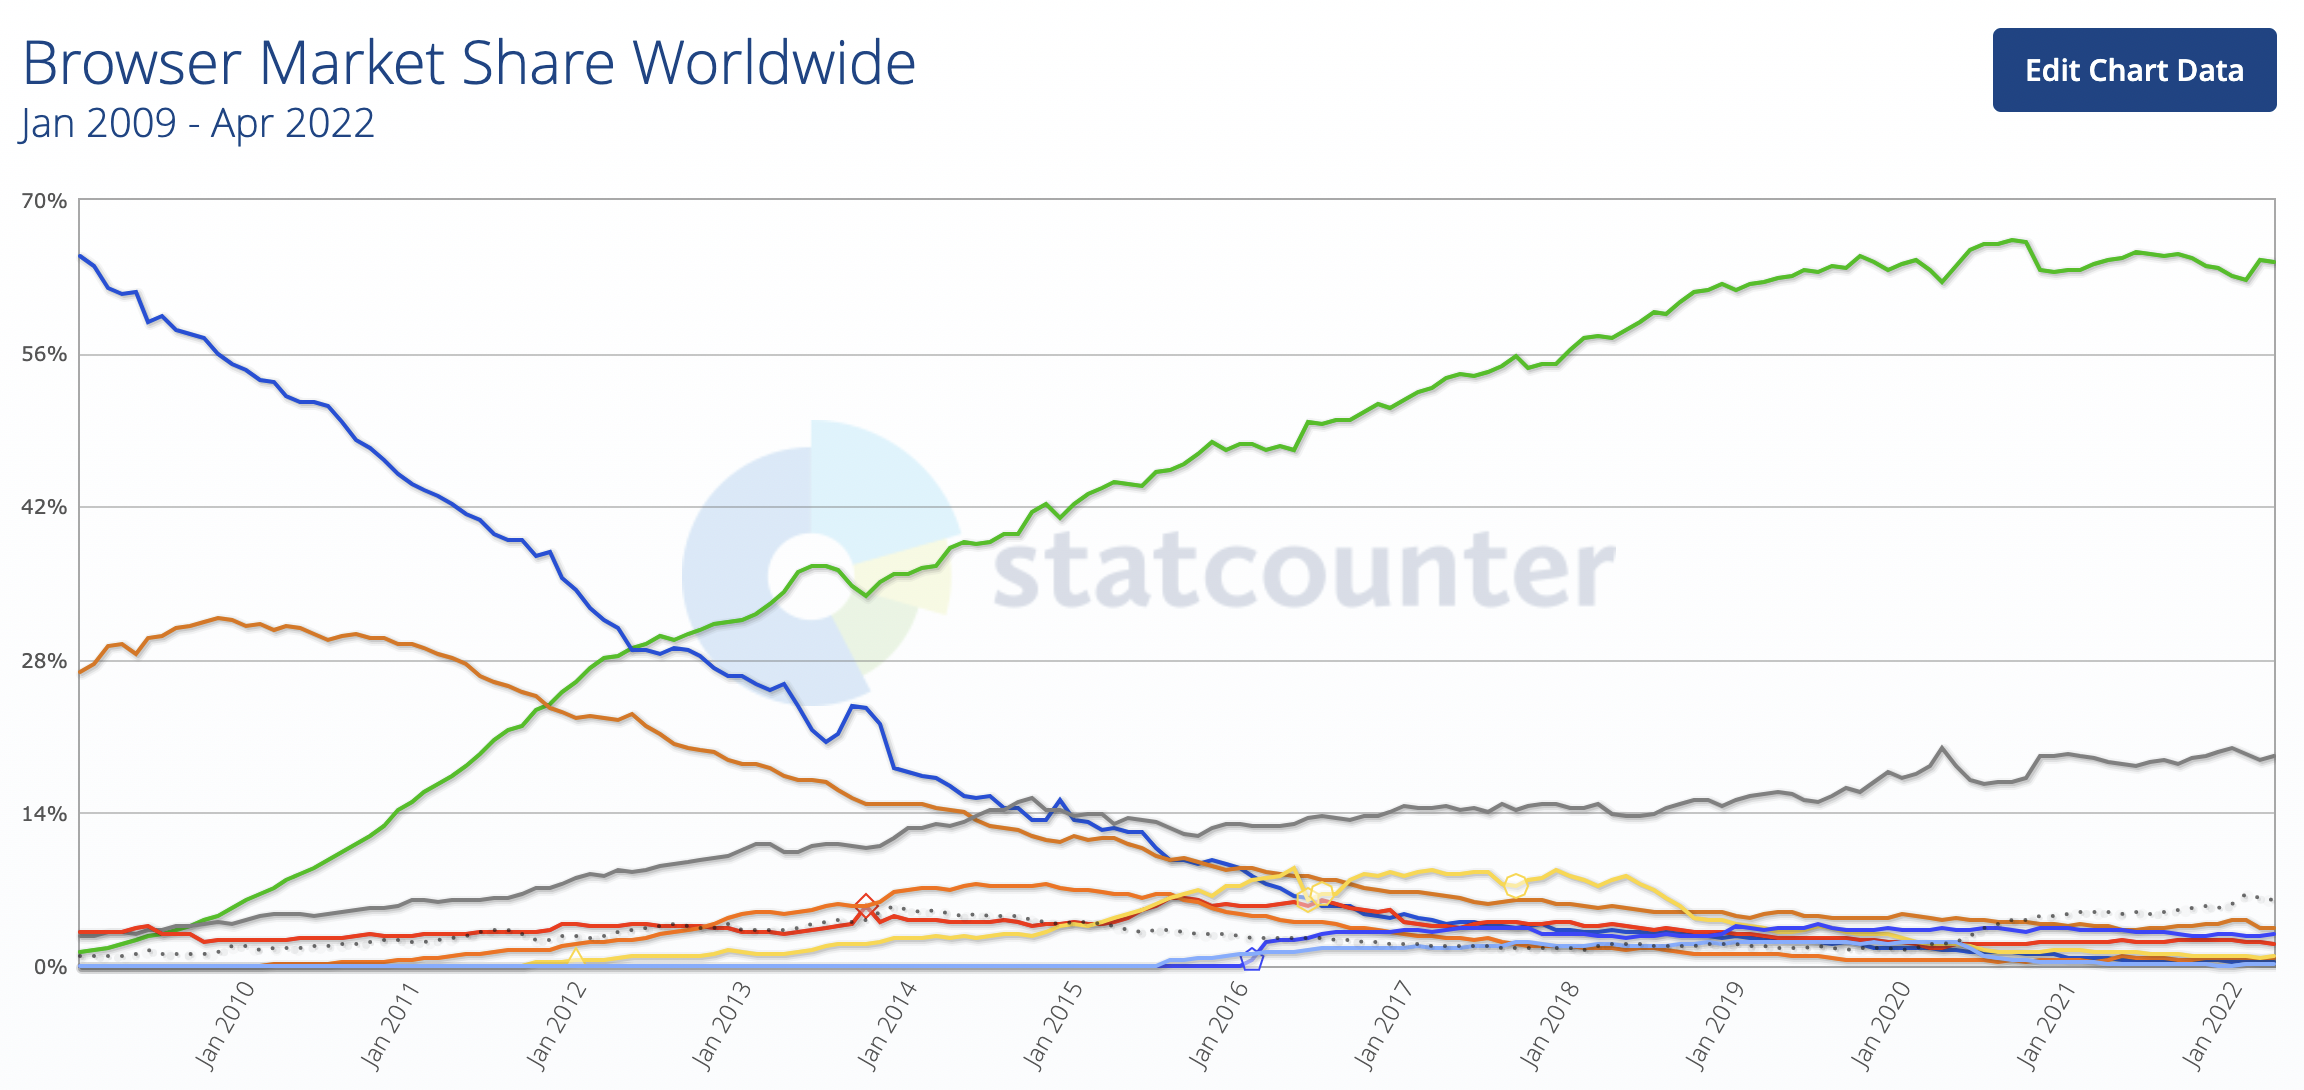 Browser Market Share Worldwide
Jan 2009 - Apr 2022
Edit Chart Data
70%
56%
42%
28%
14%
0%
statcounter
Jan 2010
Jan 2011
Jan 2012
Jan 2013
Jan 2014
Jan 2015
Jan 2016
Jan 2017
Jan 2018
Jan 2019
Jan 2020
Jan 2021
Jan 2022